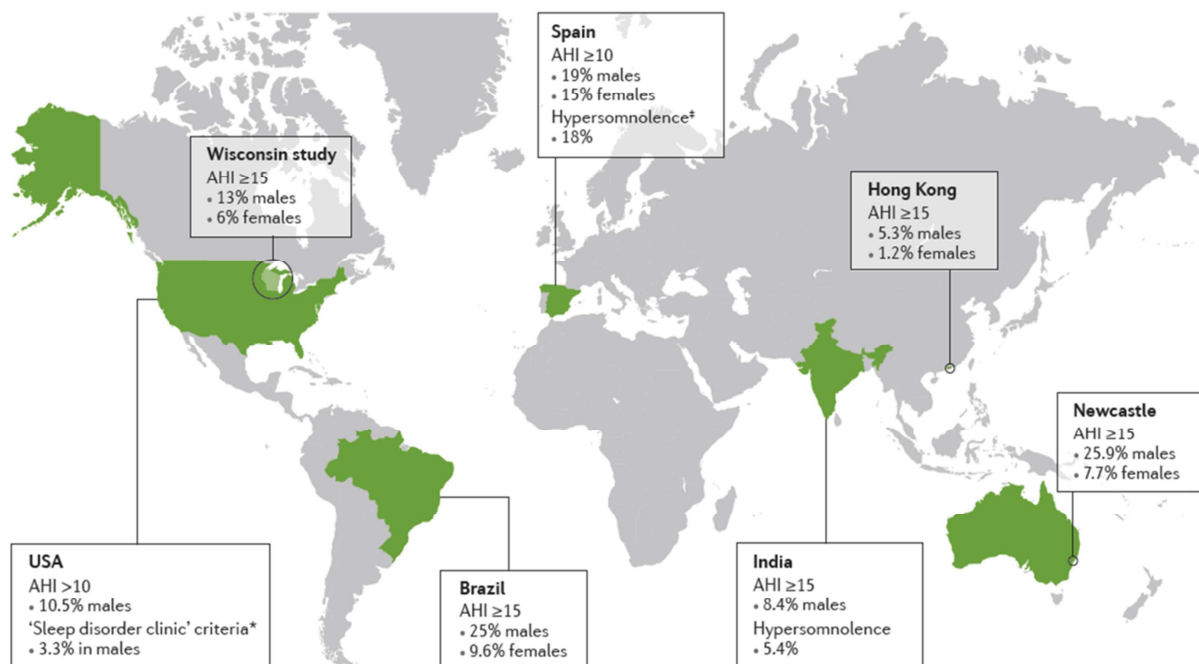 Spain
AHI ≥10
• 19% males
• 15% females
Hypersomnolence‡
• 18%
Wisconsin study
AHI ≥15
• 13% males
• 6% females
Hong Kong
AHI ≥15
• 5.3% males
• 1.2% females
Newcastle
AHI ≥15
• 25.9% males
• 7.7% females
USA
AHI >10
• 10.5% males
‘Sleep disorder clinic’ criteria*
• 3.3% in males
Brazil
AHI ≥15
• 25% males
• 9.6% females
India
AHI ≥15
• 8.4% males
Hypersomnolence
• 5.4%